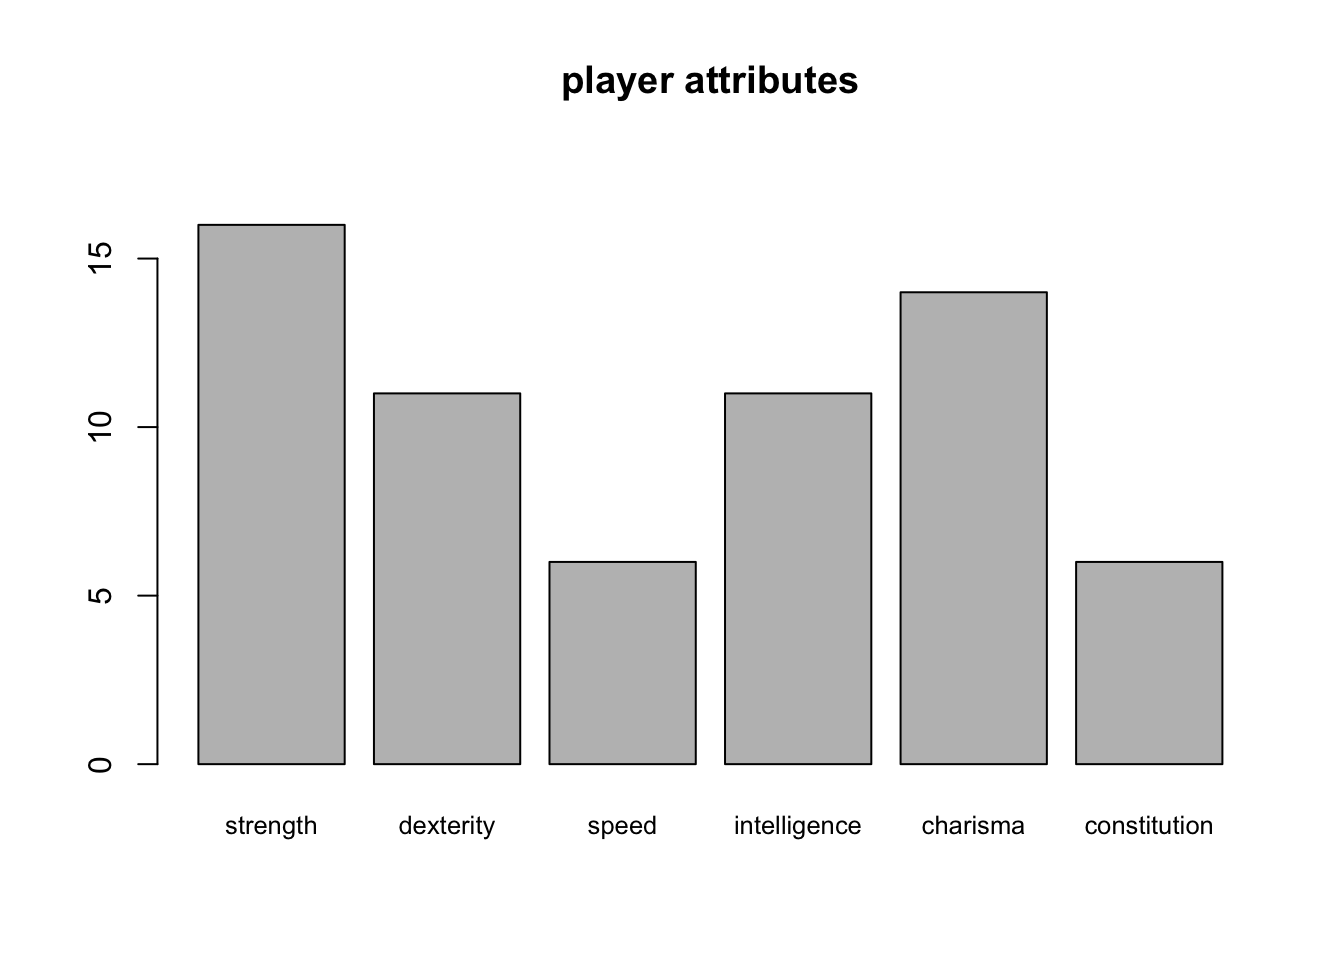 player attributes
15
10
5
0
strength dexterity speed intelligence charisma constitution